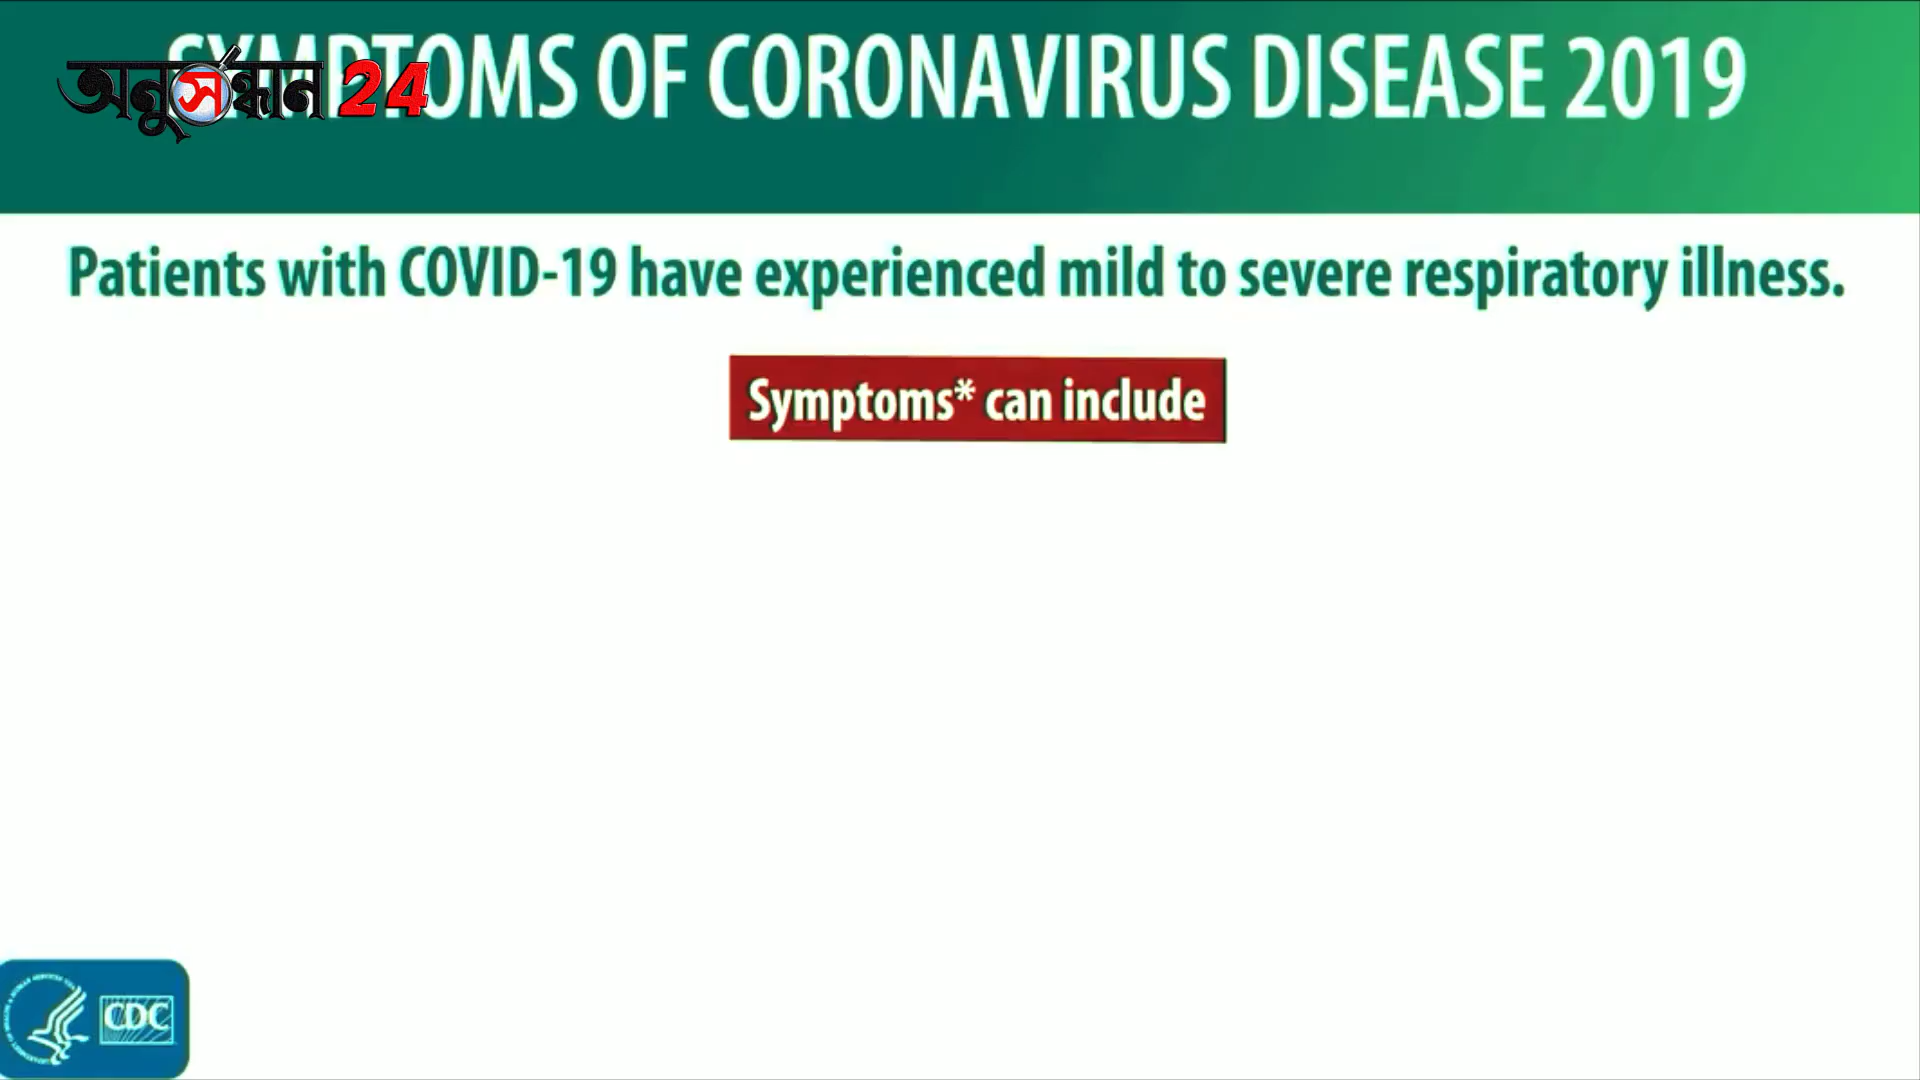 SYMPTOMS OF CORONAVIRUS DISEASE 2019
অনুসন্ধান 24
Patients with COVID-19 have experienced mild to severe respiratory illness.
Symptoms* can include
CDC